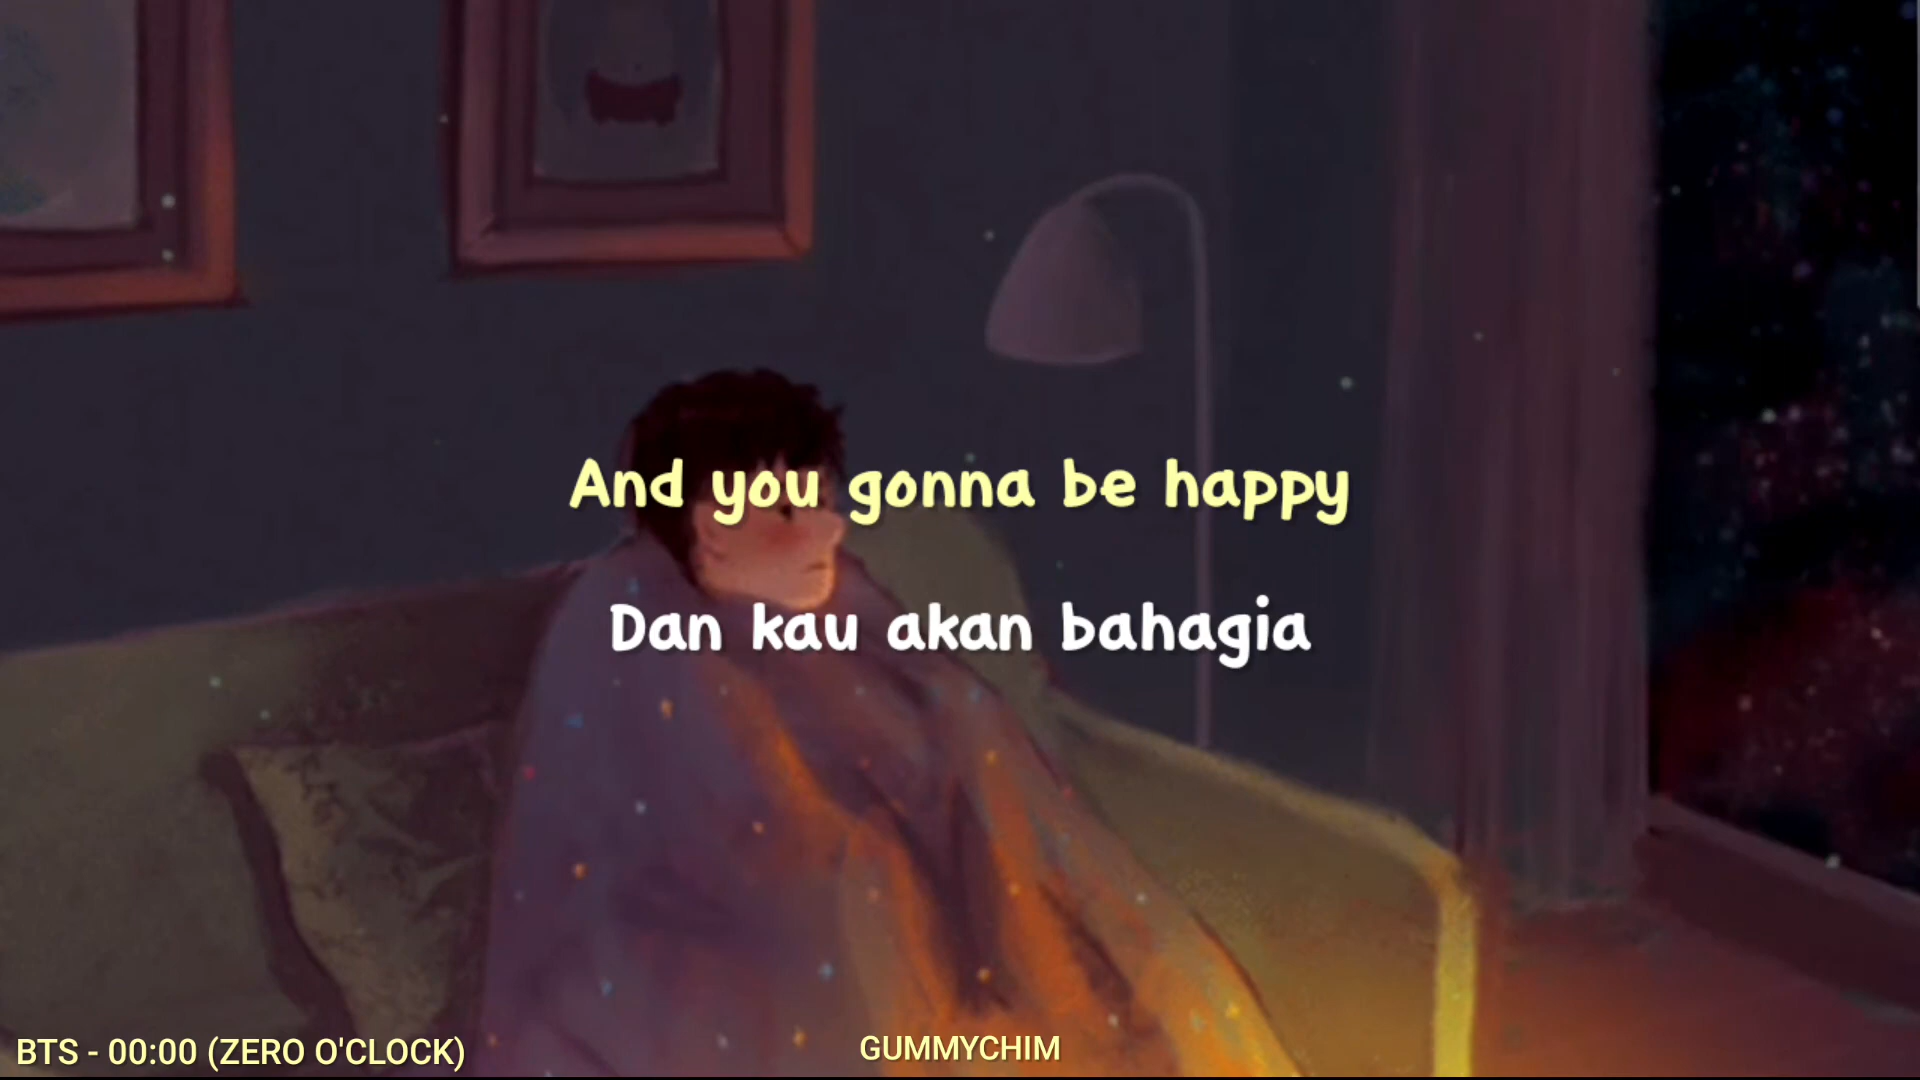 And you gonna be happy
Dan kau akan bahagia
BTS - 00:00 (ZERO O'CLOCK)
GUMMYCHIM